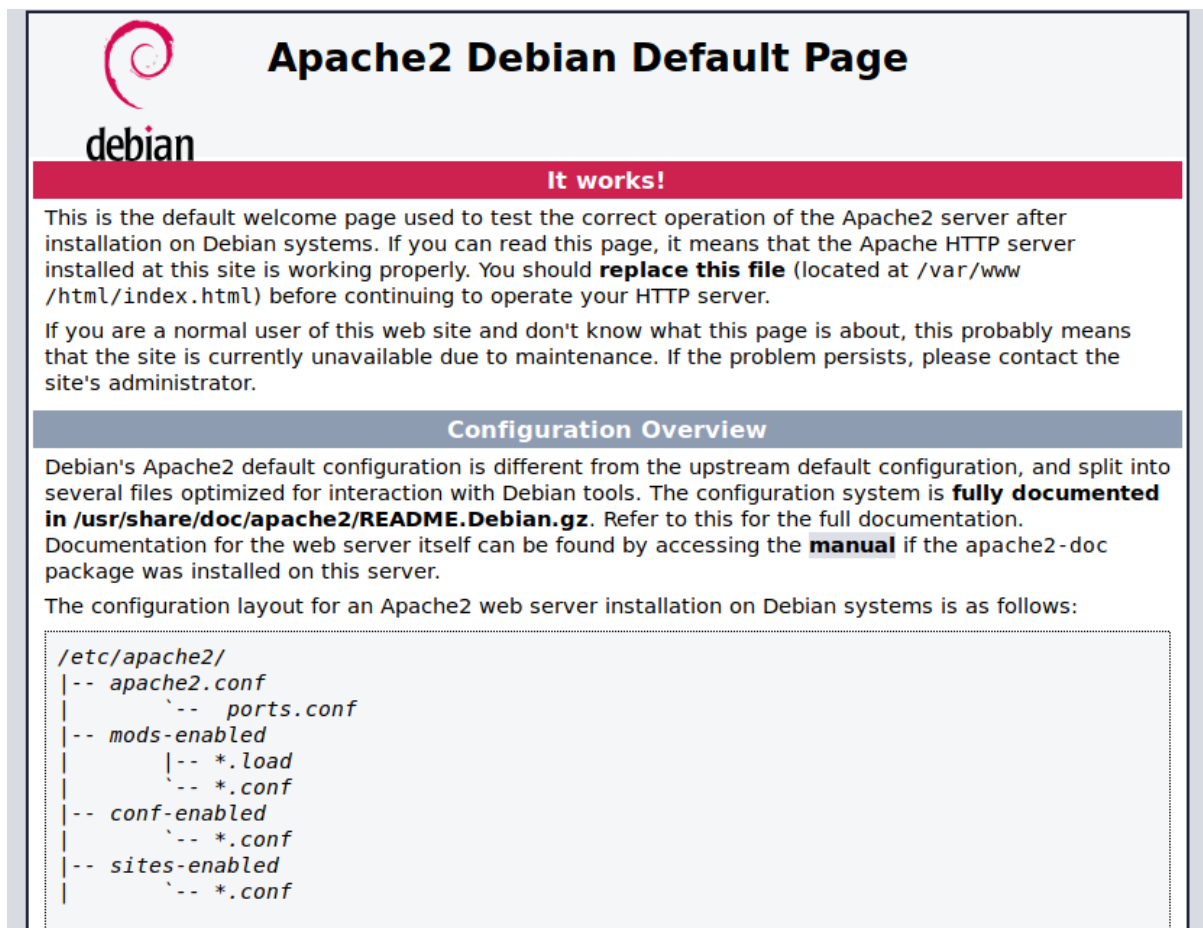 debian
Apache2 Debian Default Page
It works!
This is the default welcome page used to test the correct operation of the Apache2 server after
installation on Debian systems. If you can read this page, it means that the Apache HTTP server
installed at this site is working properly. You should replace this file (located at /var/www
/html/index.html) before continuing to operate your HTTP server.
If you are a normal user of this web site and don't know what this page is about, this probably means
that the site is currently unavailable due to maintenance. If the problem persists, please contact the
site's administrator.
Configuration Overview
Debian's Apache2 default configuration is different from the upstream default configuration, and split into
several files optimized for interaction with Debian tools. The configuration system is fully documented
in /usr/share/doc/apache2/README.Debian.gz. Refer to this for the full documentation.
Documentation for the web server itself can be found by accessing the manual if the apache2-doc
package was installed on this server.
The configuration layout for an Apache2 web server installation on Debian systems is as follows:
/etc/apache2/
|-- apache2.conf
|       `--  ports.conf
|-- mods-enabled
|       |-- *.load
|       `-- *.conf
|-- conf-enabled
|       `-- *.conf
|-- sites-enabled
|       `-- *.conf